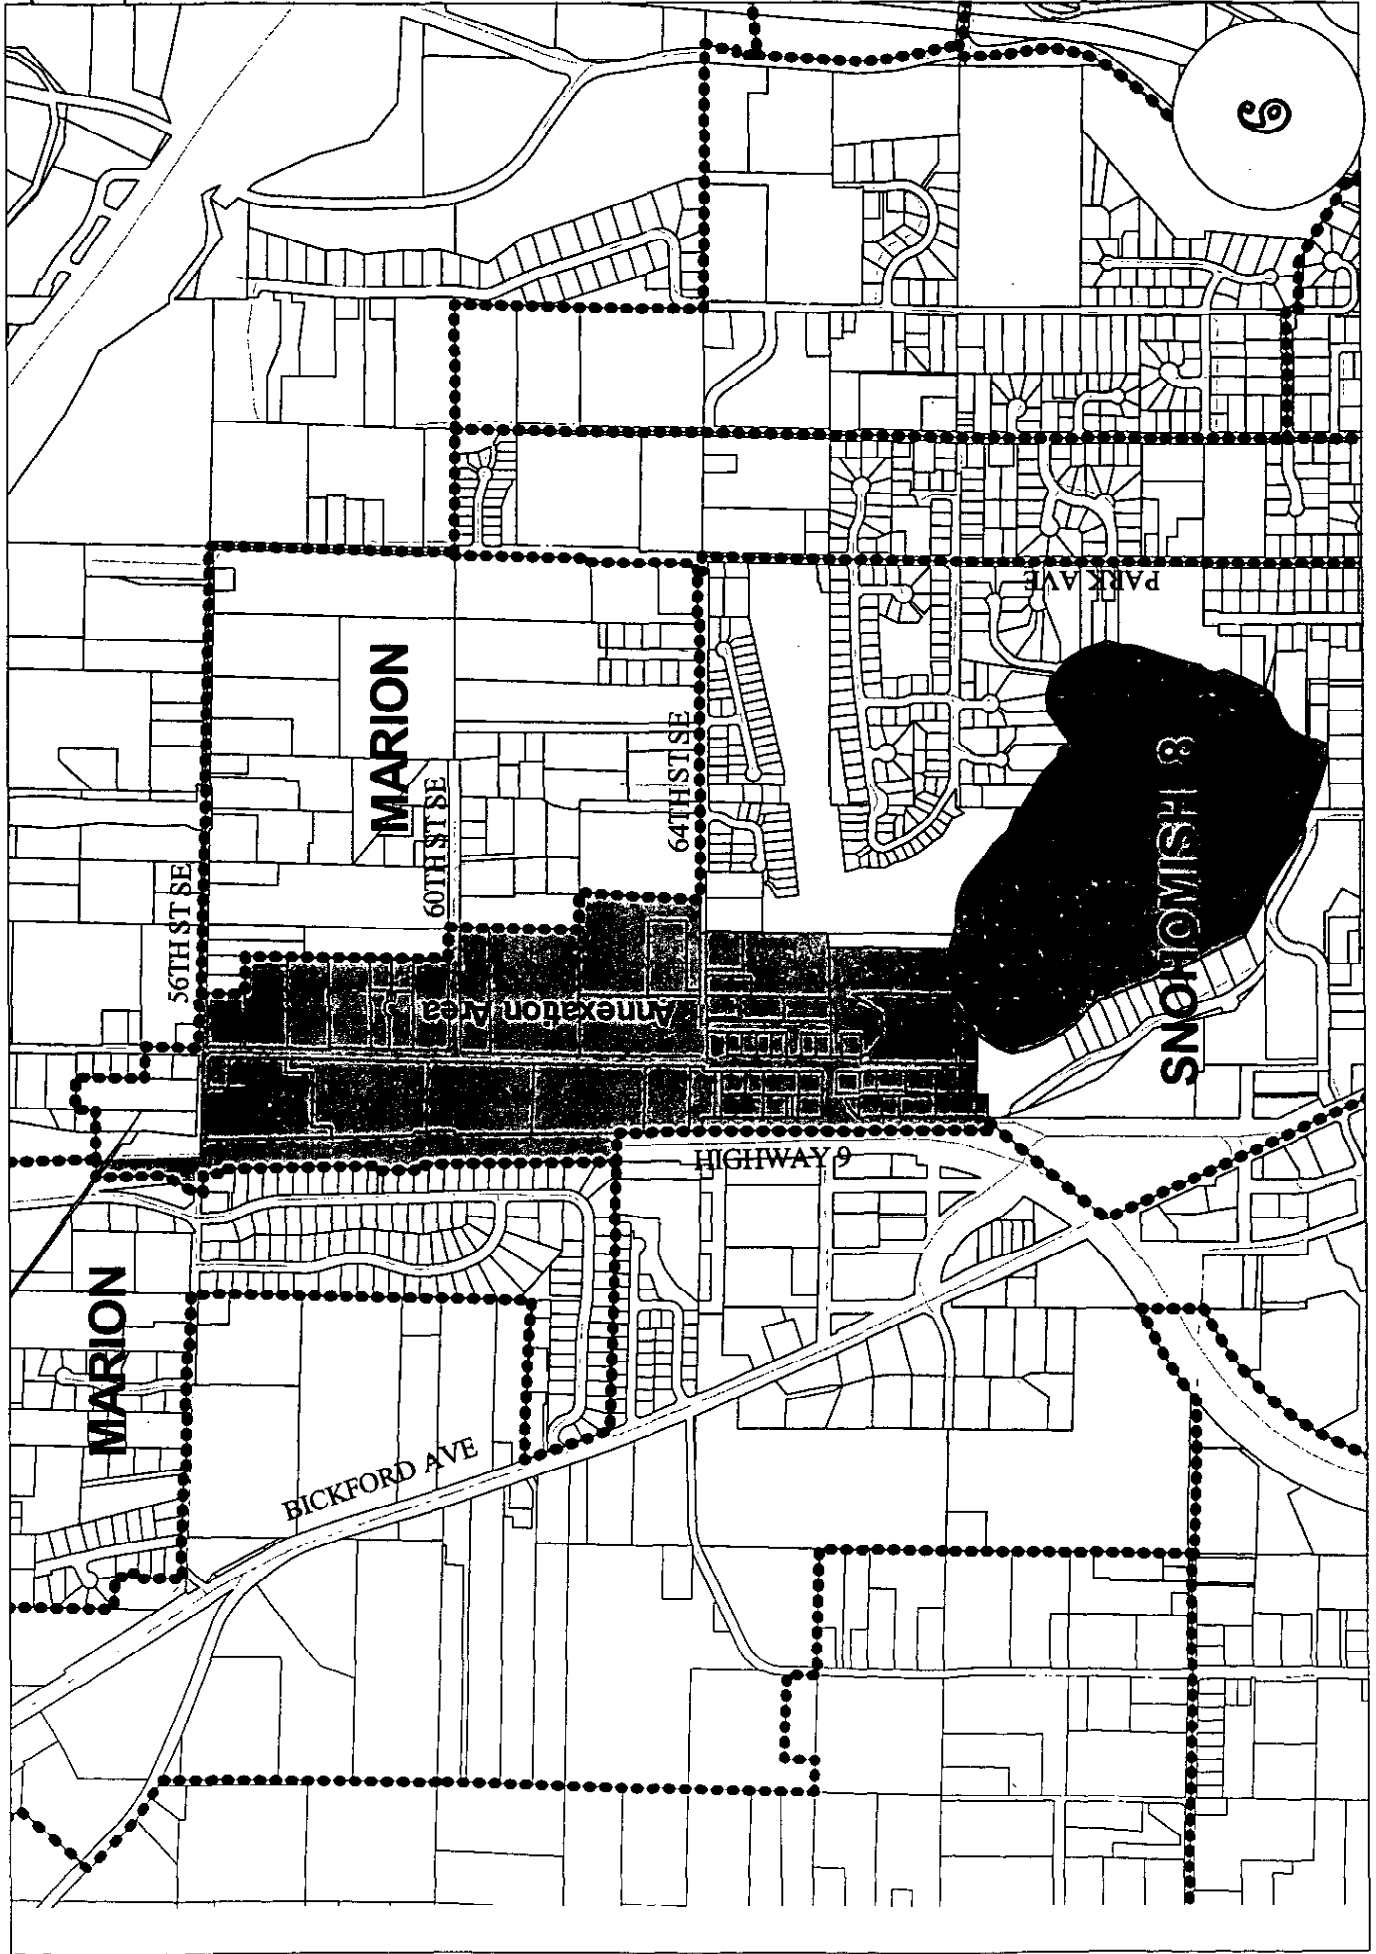 9
MARION
PARK AVE
64TH ST SE
60TH ST SE
56TH ST SE
SNOHOMISH 8
Annexation Area
HIGHWAY 9
MARION
BICKFORD AVE